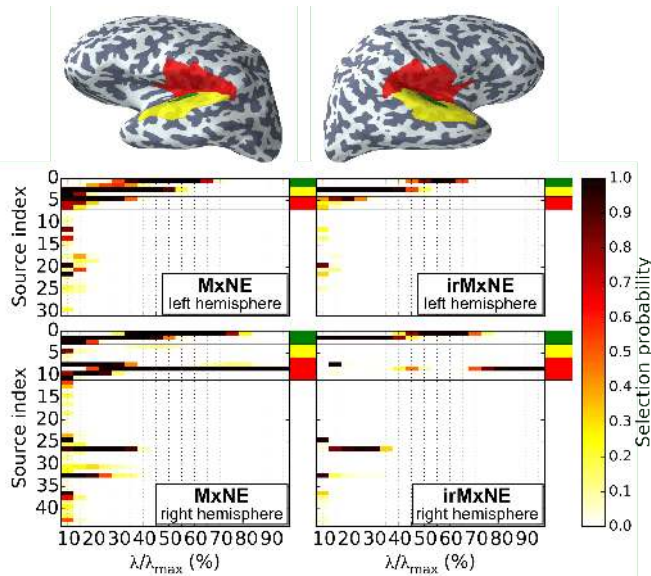 0
5
10
15
20
25
30
Source index
MxNE
left hemisphere
irMxNE
left hemisphere
0
5
10
15
20
25
30
35
40
Source index
MxNE
right hemisphere
irMxNE
right hemisphere
10 20 30 40 50 60 70 80 90
λ/λmax (%)
10 20 30 40 50 60 70 80 90
λ/λmax (%)
1.0
0.9
0.8
0.7
0.6
0.5
0.4
0.3
0.2
0.1
0.0
Selection probability